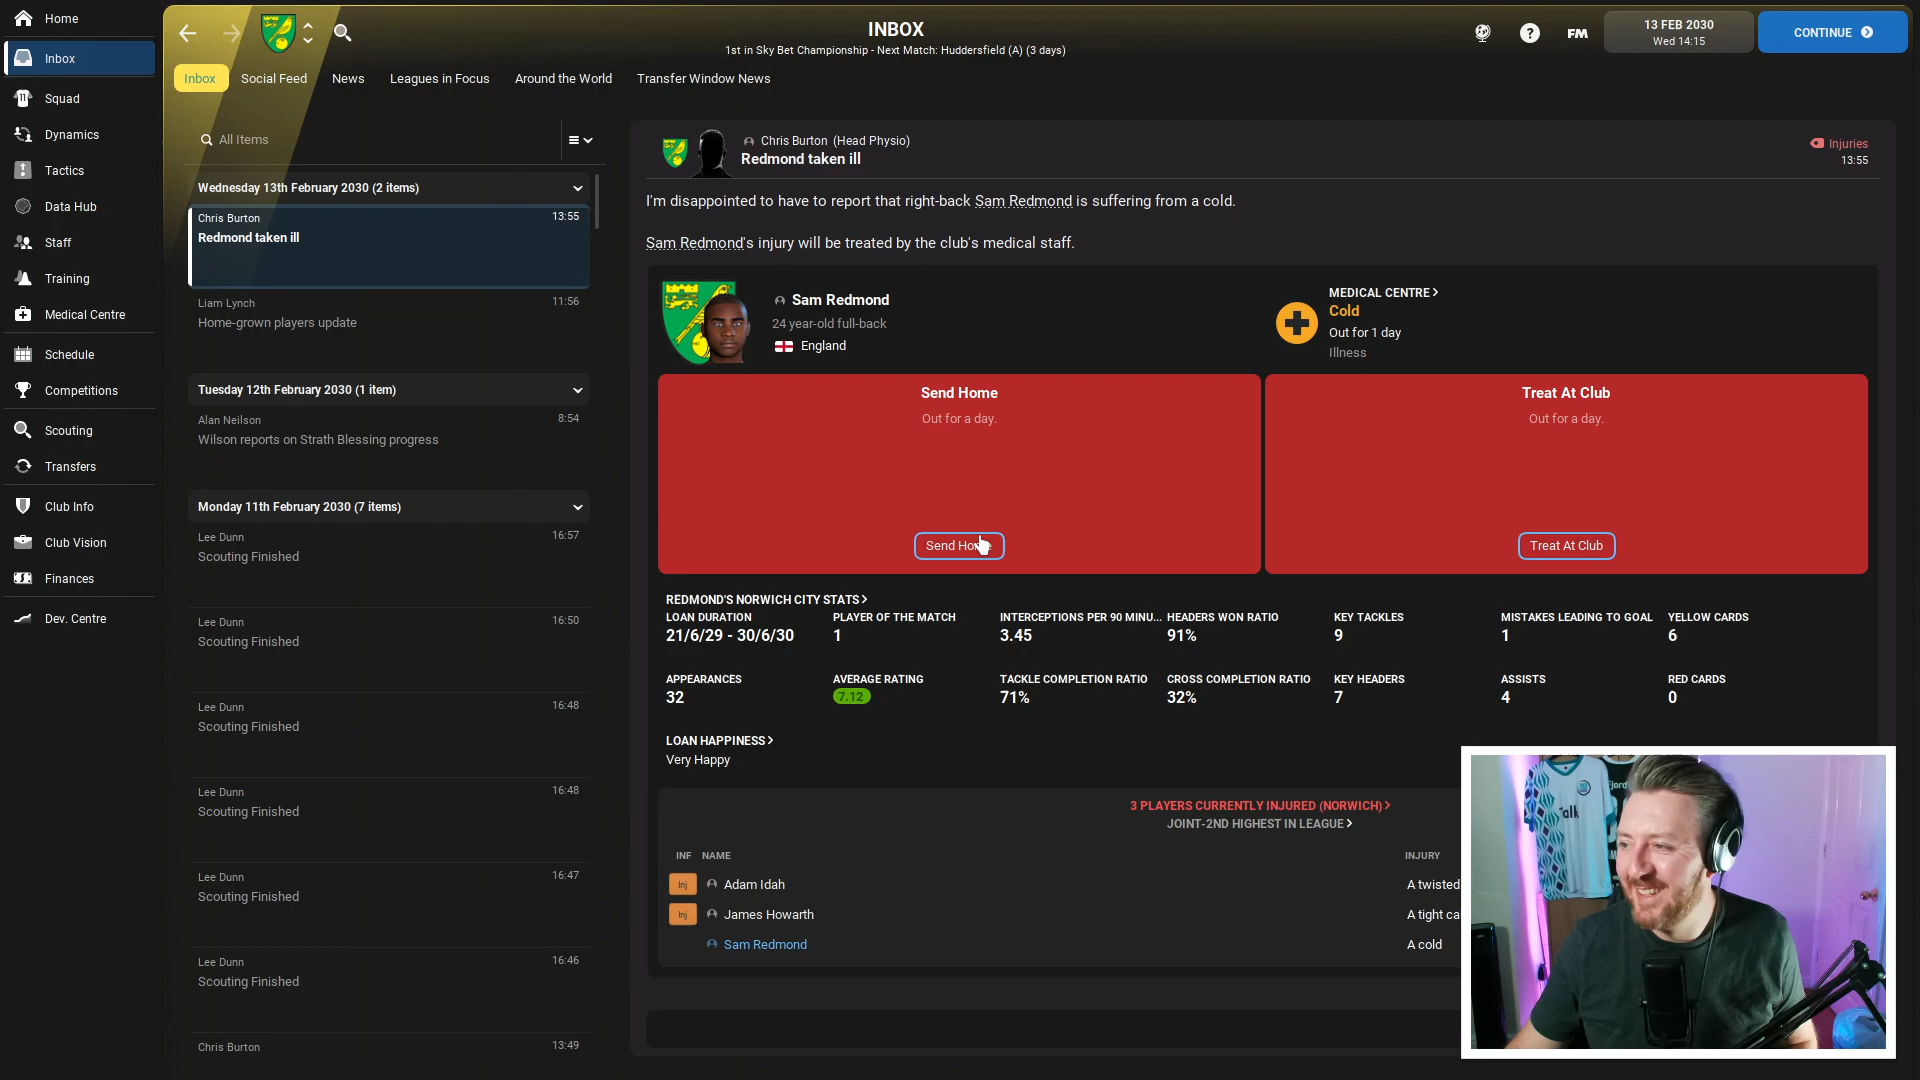 Home
Inbox
Squad
Dynamics
Tactics
Data Hub
Staff
Training
Medical Centre
Schedule
Competitions
Scouting
Transfers
Club Info
Club Vision
Finances
Dev. Centre
INBOX
1st in Sky Bet Championship - Next Match: Huddersfield (A) (3 days)
FM
13 FEB 2030
Wed 14:15
CONTINUE
Inbox
Social Feed
News
Leagues in Focus
Around the World
Transfer Window News
All Items
Wednesday 13th February 2030 (2 items)
Chris Burton 13:55
Redmond taken ill
Liam Lynch 11:56
Home-grown players update
Tuesday 12th February 2030 (1 item)
Alan Neilson 8:54
Wilson reports on Strath Blessing progress
Monday 11th February 2030 (7 items)
Lee Dunn 16:57
Scouting Finished
Lee Dunn 16:50
Scouting Finished
Lee Dunn 16:48
Scouting Finished
Lee Dunn 16:48
Scouting Finished
Lee Dunn 16:47
Scouting Finished
Lee Dunn 16:46
Scouting Finished
Chris Burton 13:49
Chris Burton (Head Physio)
Redmond taken ill
Injuries
13:55
I'm disappointed to have to report that right-back Sam Redmond is suffering from a cold.
Sam Redmond's injury will be treated by the club's medical staff.
Sam Redmond
24 year-old full-back
England
MEDICAL CENTRE
Cold
Out for 1 day
Illness
Send Home
Out for a day.
Send Home
Treat At Club
Out for a day.
Treat At Club
REDMOND'S NORWICH CITY STATS
LOAN DURATION PLAYER OF THE MATCH INTERCEPTIONS PER 90 MINU... HEADERS WON RATIO KEY TACKLES MISTAKES LEADING TO GOAL YELLOW CARDS
21/6/29 - 30/6/30 1 3.45 91% 9 1 6
APPEARANCES AVERAGE RATING TACKLE COMPLETION RATIO CROSS COMPLETION RATIO KEY HEADERS ASSISTS RED CARDS
32 7.12 71% 32% 7 4 0
LOAN HAPPINESS
Very Happy
3 PLAYERS CURRENTLY INJURED (NORWICH)
JOINT-2ND HIGHEST IN LEAGUE
INF NAME INJURY
Inj Adam Idah A twisted
Inj James Howarth A tight ca
Sam Redmond A cold
Talk